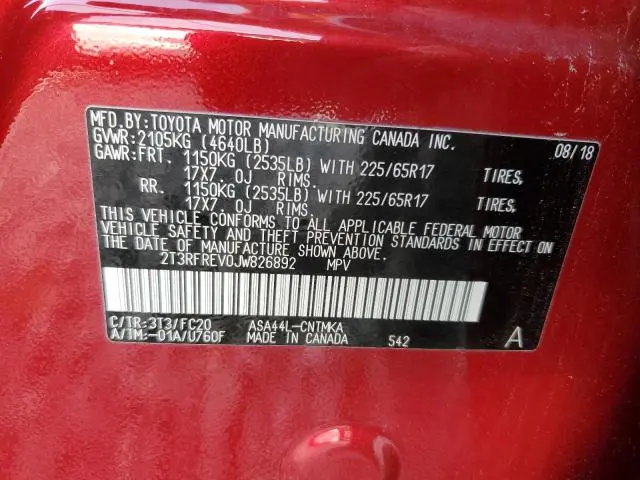 MFD.BY:TOYOTA MOTOR MANUFACTURING CANADA INC.
GVWR:2105KG (4640LB) 08/18
GAWR:FRT. 1150KG (2535LB) WITH 225/65R17 TIRES,
17X7.0J RIMS.
RR. 1150KG (2535LB) WITH 225/65R17 TIRES,
17X7.0J RIMS.
THIS VEHICLE CONFORMS TO ALL APPLICABLE FEDERAL MOTOR
VEHICLE SAFETY AND THEFT PREVENTION STANDARDS IN EFFECT ON
THE DATE OF MANUFACTURE SHOWN ABOVE.
2T3RFREV0JW826892 MPV
C/TR:3T3/FC20 ASA44L-CNTMKA
A/TM:-01A/U760F MADE IN CANADA 542 A